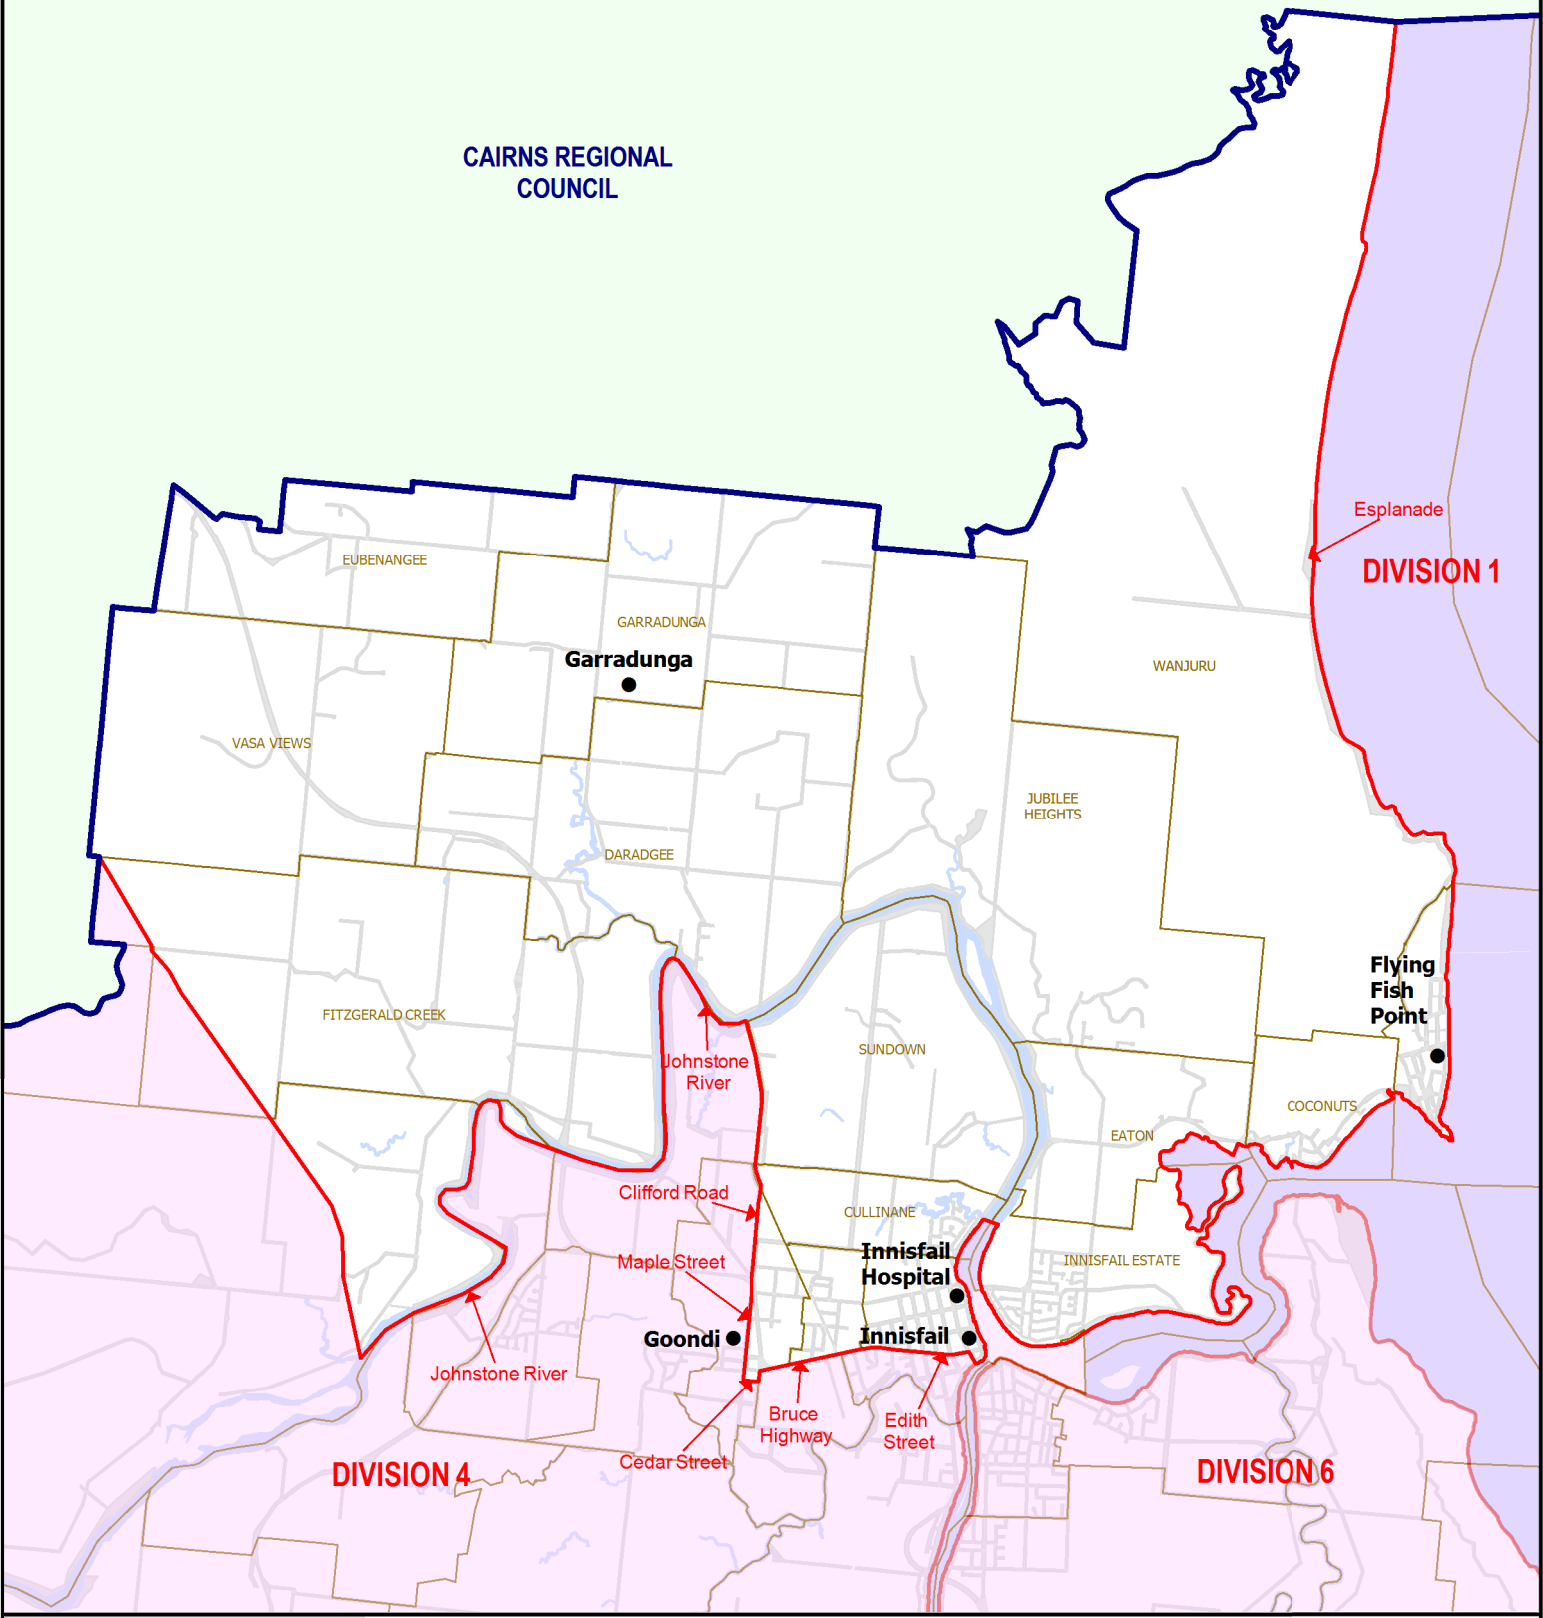 CAIRNS REGIONAL
COUNCIL
Esplanade
DIVISION 1
EUBENANGEE
GARRADUNGA
Garradunga
WANJURU
VASA VIEWS
JUBILEE
HEIGHTS
DARADGEE
Flying
Fish
Point
FITZGERALD CREEK
SUNDOWN
Johnstone
River
COCONUTS
EATON
Clifford Road
CULLINANE
Innisfail
Hospital
Maple Street
INNISFAIL ESTATE
Goondi
Innisfail
Johnstone River
Bruce
Highway
Edith
Street
Cedar Street
DIVISION 4
DIVISION 6